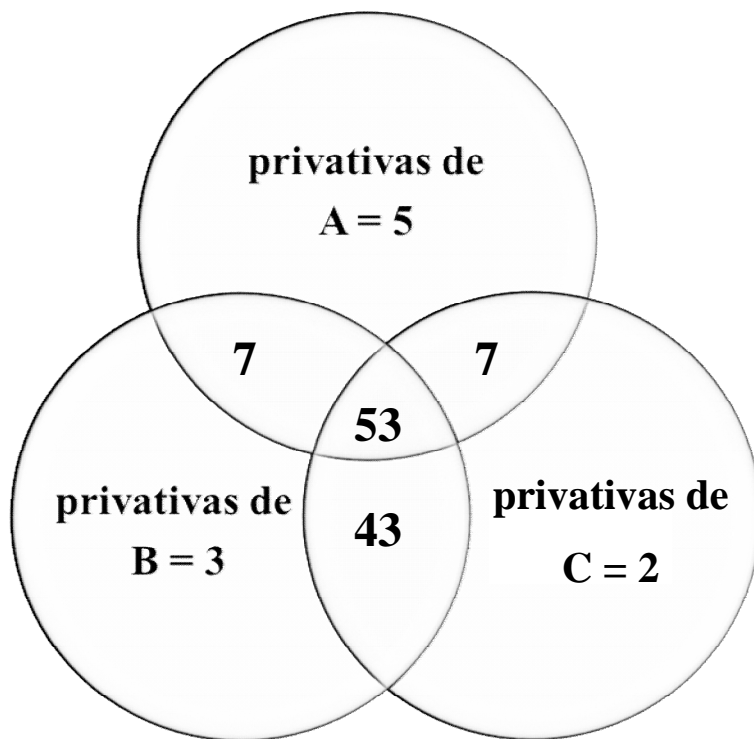 privativas de
A = 5
7
7
53
privativas de
B = 3
43
privativas de
C = 2